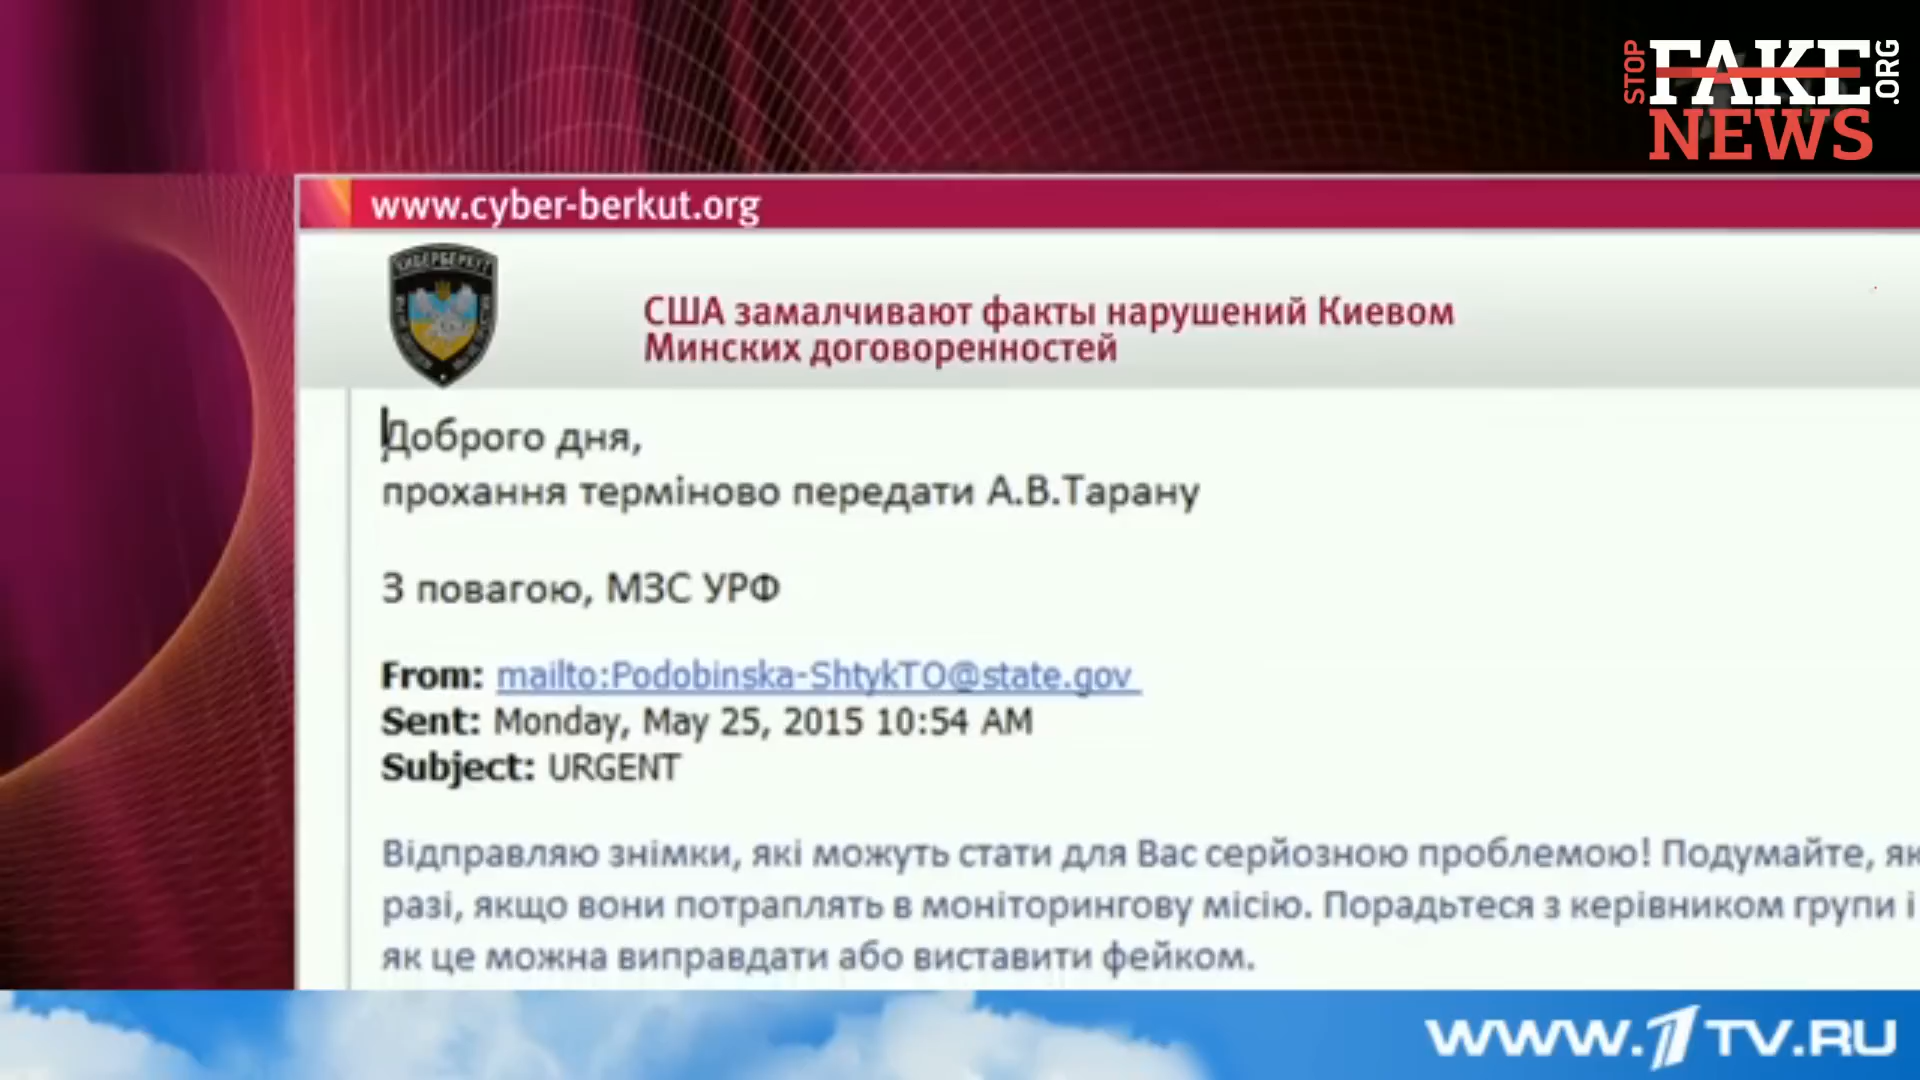 STOP FAKE .ORG
NEWS
www.cyber-berkut.org
КИБЕРБЕРКУТ
США замалчивают факты нарушений Киевом
Минских договоренностей
Доброго дня,
прохання терміново передати А.В.Тарану
З повагою, МЗС УРФ
From: mailto:Podobinska-ShtykTO@state.gov
Sent: Monday, May 25, 2015 10:54 AM
Subject: URGENT
Відправляю знімки, які можуть стати для Вас серйозною проблемою! Подумайте, як
разі, якщо вони потраплять в моніторингову місію. Порадьтеся з керівником групи і
як це можна виправдати або виставити фейком.
WWW.1TV.RU